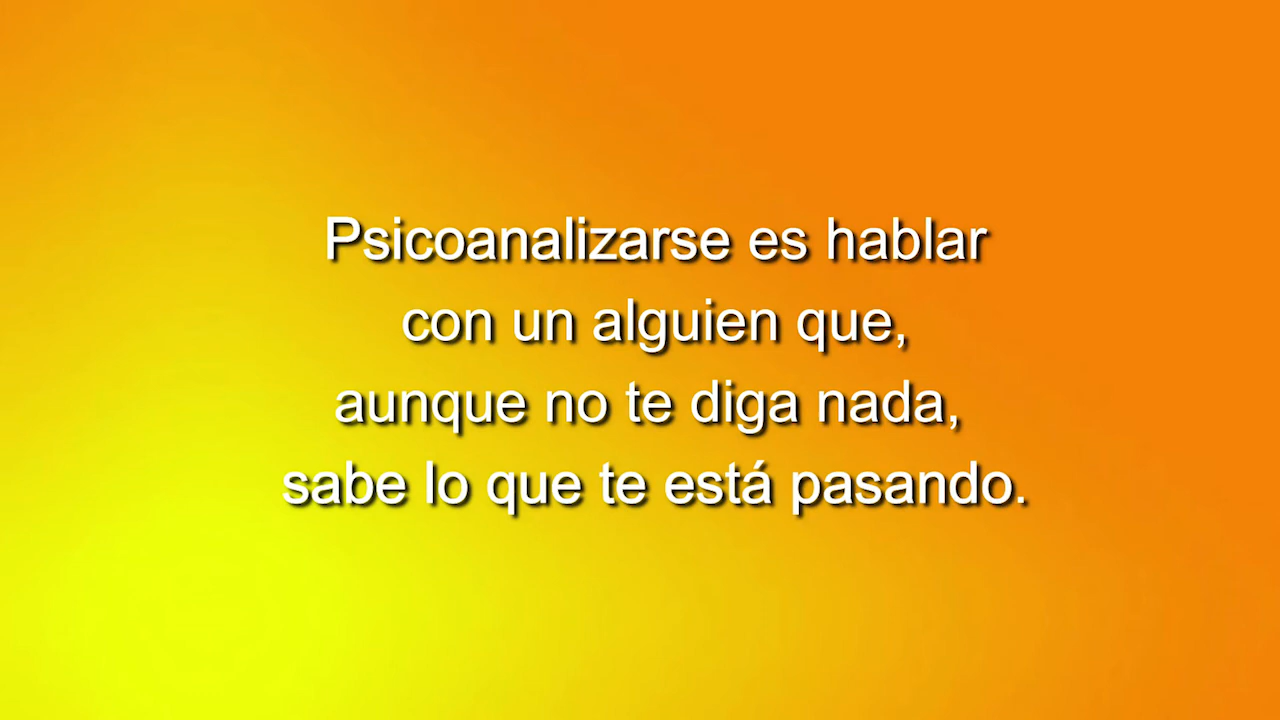 Psicoanalizarse es hablar
con un alguien que,
aunque no te diga nada,
sabe lo que te está pasando.